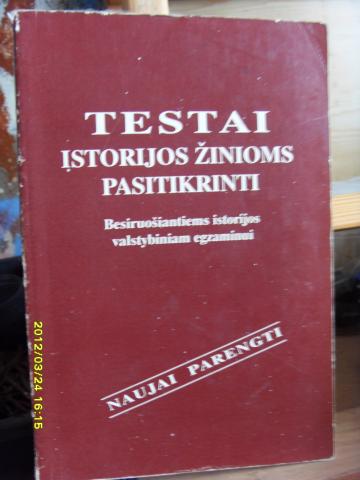 TESTAI
ĮSTORIJOS ŽINIOMS
PASITIKRINTI
Besiruošiantiems istorijos
valstybiniam egzaminui
NAUJAI PARENGTI
2012/03/24 16:15